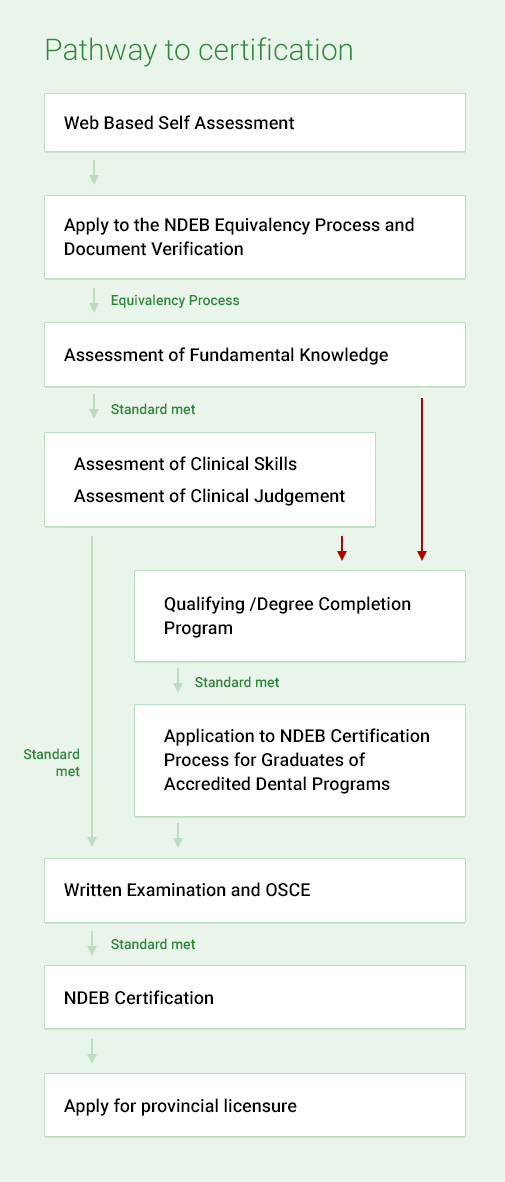 Pathway to certification
Web Based Self Assessment
Apply to the NDEB Equivalency Process and
Document Verification
Equivalency Process
Assessment of Fundamental Knowledge
Standard met
Assesment of Clinical Skills
Assesment of Clinical Judgement
Qualifying /Degree Completion
Program
Standard met
Application to NDEB Certification
Process for Graduates of
Accredited Dental Programs
Standard
met
Written Examination and OSCE
Standard met
NDEB Certification
Apply for provincial licensure